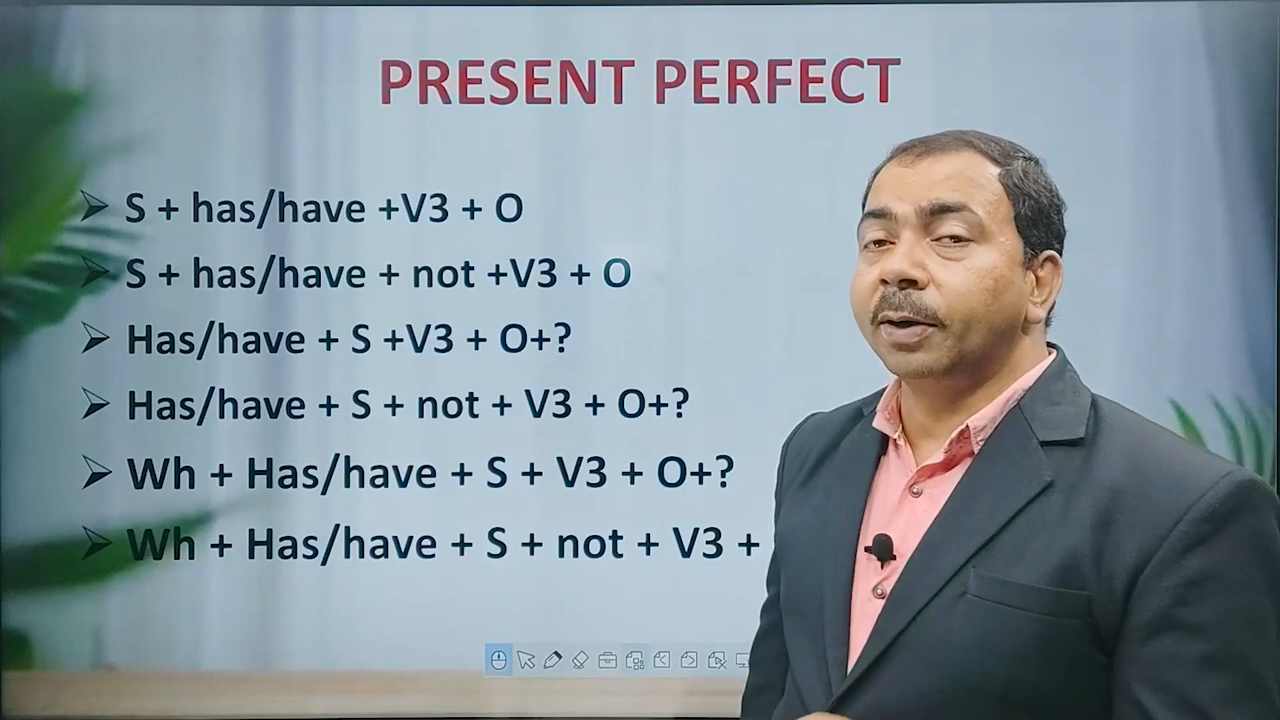 PRESENT PERFECT
➢ S + has/have +V3 + O
➢ S + has/have + not +V3 + O
➢ Has/have + S +V3 + O+?
➢ Has/have + S + not + V3 + O+?
➢ Wh + Has/have + S + V3 + O+?
➢ Wh + Has/have + S + not + V3 +